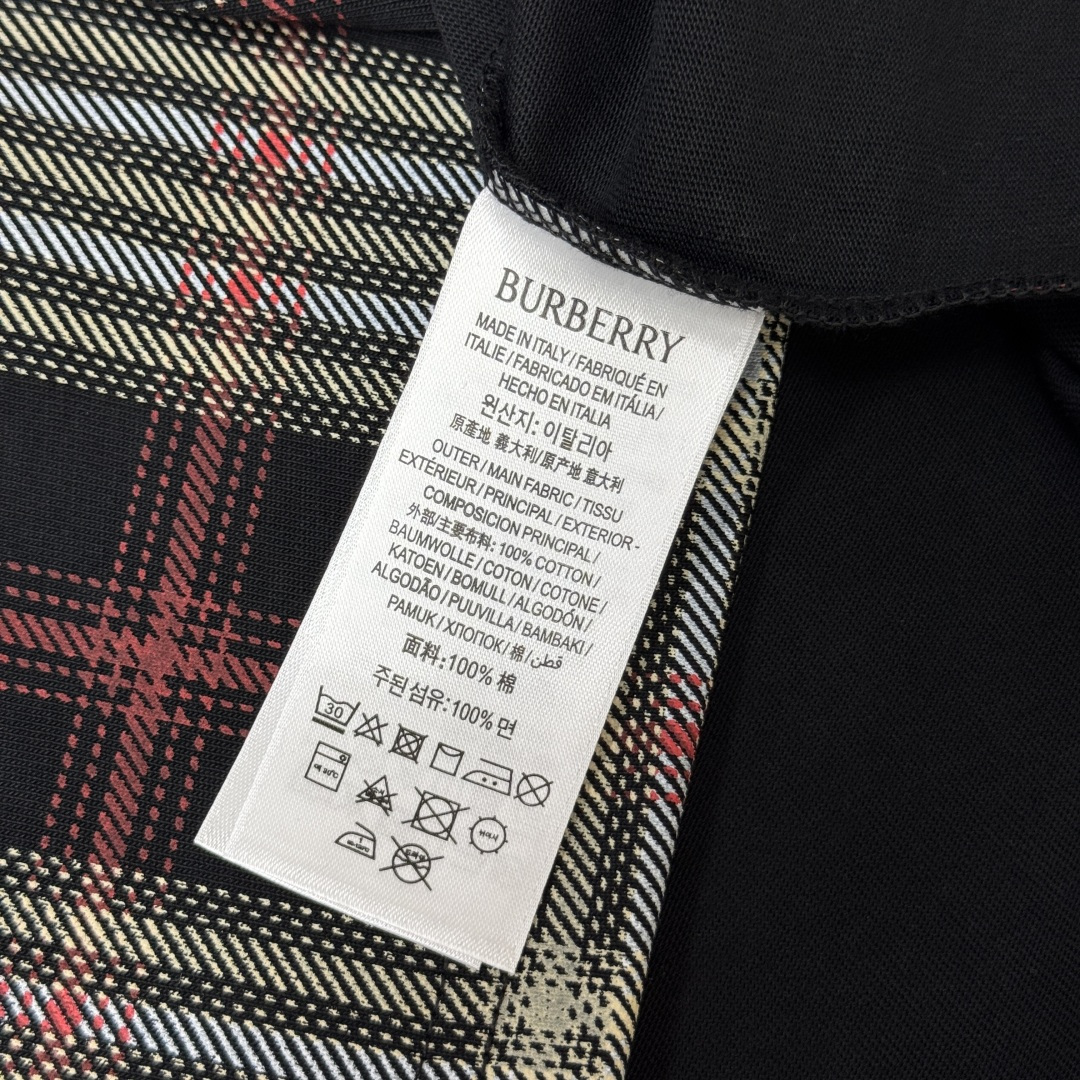 BURBERRY
MADE IN ITALY / FABRIQUÉ EN
ITALIE / FABRICADO EM ITÁLIA /
HECHO EN ITALIA
원산지: 이탈리아
原產地 義大利/原产地 意大利
OUTER / MAIN FABRIC / TISSU
EXTÉRIEUR / PRINCIPAL / EXTERIOR -
COMPOSICION PRINCIPAL /
外部/主要布料: 100% COTTON /
BAUMWOLLE / COTON / COTONE /
KATOEN / BOMULL / ALGODÓN /
ALGODÃO / PUUVILLA / BAMBAKI /
PAMUK / ХЛОПОК / 棉 / قطن
面料:100% 棉
주된섬유:100% 면
30